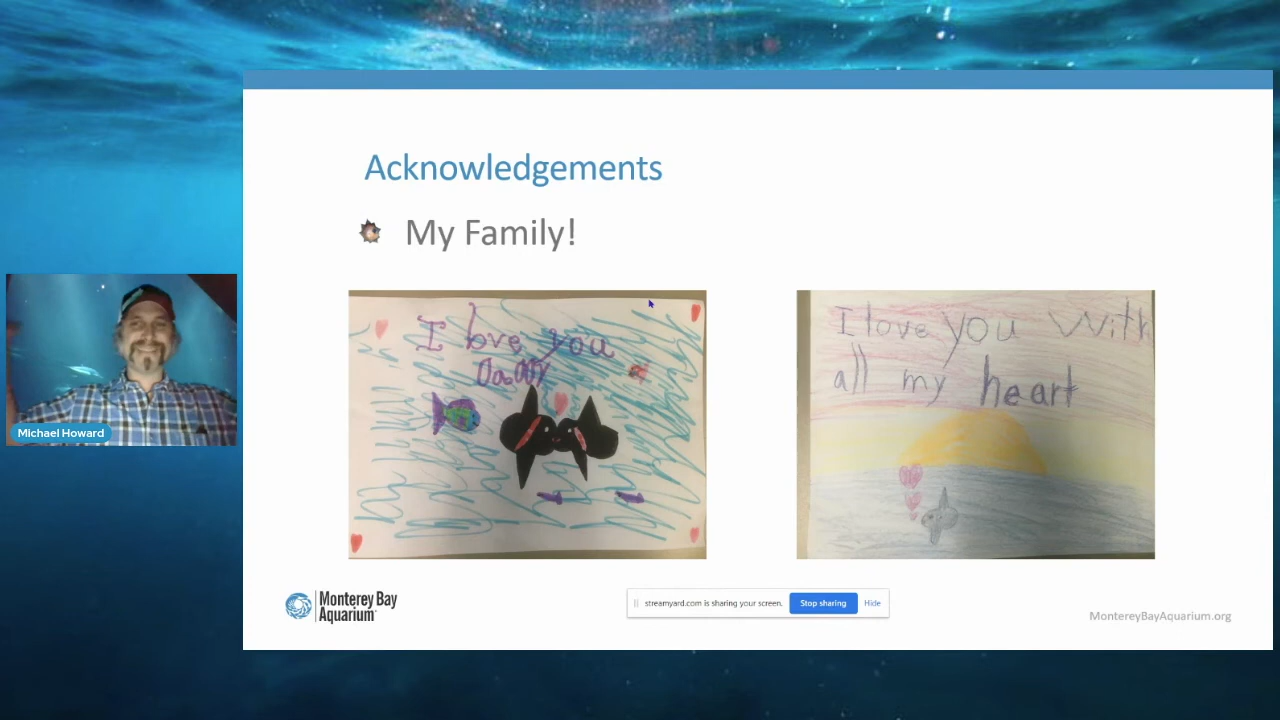 Acknowledgements
My Family!
I love you
Daddy
I love you with
all my heart
Michael Howard
Monterey Bay
Aquarium
streamyard.com is sharing your screen. Stop sharing Hide
MontereyBayAquarium.org